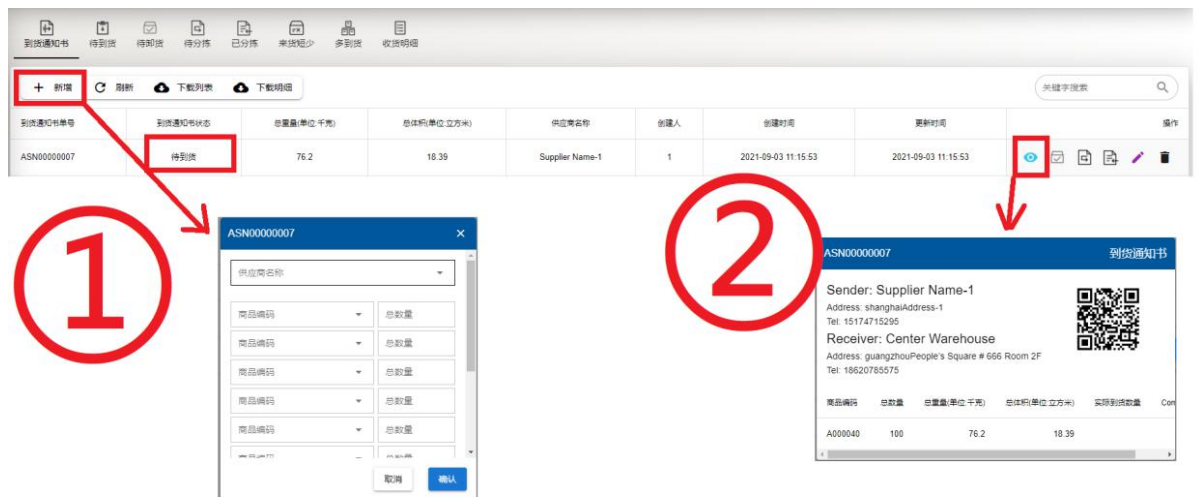 到货通知书 待到货 待卸货 待分拣 已分拣 来货短少 多到货 收货明细
+ 新增 刷新 下载列表 下载明细 关键字搜索
到货通知书单号 到货通知书状态 总重量(单位:千克) 总体积(单位:立方米) 供应商名称 创建人 创建时间 更新时间 操作
ASN00000007 待到货 76.2 18.39 Supplier Name-1 1 2021-09-03 11:15:53 2021-09-03 11:15:53
1
2
ASN00000007 ×
供应商名称
商品编码 总数量
商品编码 总数量
商品编码 总数量
商品编码 总数量
商品编码 总数量
商品编码 总数量
取消 确认
ASN00000007 到货通知书
Sender: Supplier Name-1
Address: shanghaiAddress-1
Tel: 15174715295
Receiver: Center Warehouse
Address: guangzhouPeople's Square # 666 Room 2F
Tel: 18620785575
商品编码 总数量 总重量(单位:千克) 总体积(单位:立方米) 实际到货数量 Com
A000040 100 76.2 18.39